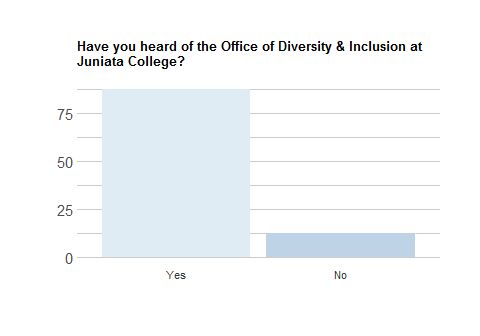 Have you heard of the Office of Diversity & Inclusion at
Juniata College?
75
50
25
0
Yes
No